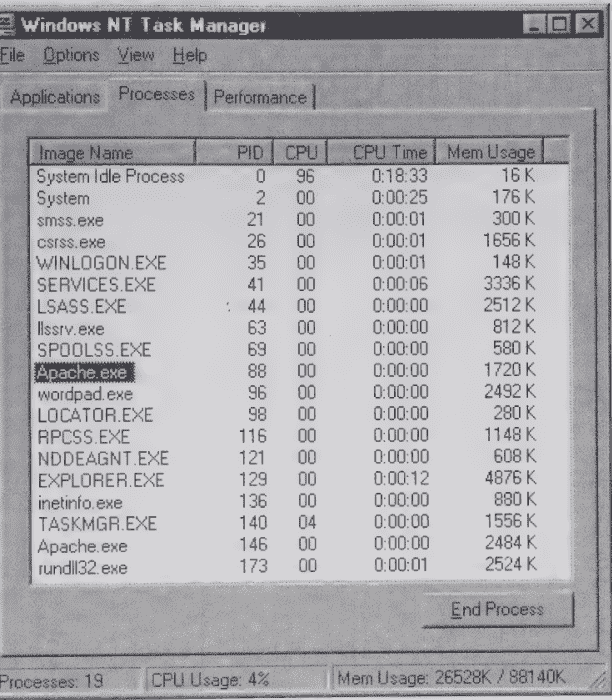 Windows NT Task Manager
File Options View Help
Applications Processes Performance
Image Name PID CPU CPU Time Mem Usage
System Idle Process 0 96 0:18:33 16 K
System 2 00 0:00:25 176 K
smss.exe 21 00 0:00:01 300 K
csrss.exe 26 00 0:00:01 1656 K
WINLOGON.EXE 35 00 0:00:01 148 K
SERVICES.EXE 41 00 0:00:06 3336 K
LSASS.EXE 44 00 0:00:00 2512 K
llssrv.exe 63 00 0:00:00 812 K
SPOOLSS.EXE 69 00 0:00:00 580 K
Apache.exe 88 00 0:00:00 1720 K
wordpad.exe 96 00 0:00:00 2492 K
LOCATOR.EXE 98 00 0:00:00 280 K
RPCSS.EXE 116 00 0:00:00 1148 K
NDDEAGNT.EXE 121 00 0:00:00 608 K
EXPLORER.EXE 129 00 0:00:12 4876 K
inetinfo.exe 136 00 0:00:00 880 K
TASKMGR.EXE 140 04 0:00:00 1556 K
Apache.exe 146 00 0:00:00 2484 K
rundll32.exe 173 00 0:00:01 2524 K
End Process
Processes: 19 CPU Usage: 4% Mem Usage: 26528K / 88140K